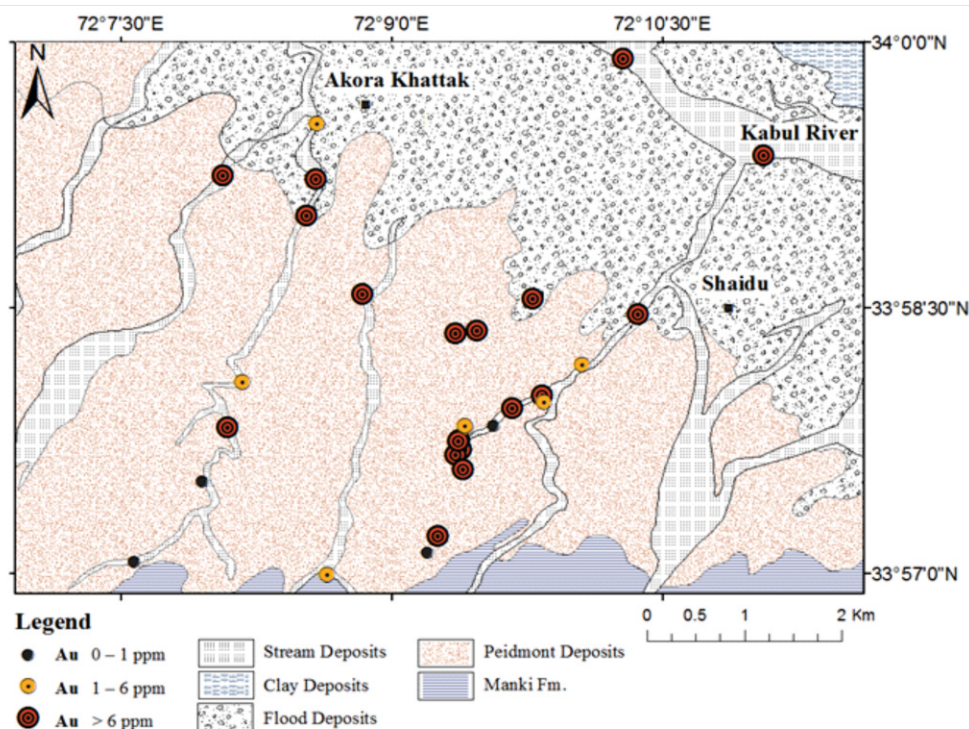 72°7'30"E
72°9'0"E
72°10'30"E
N
34°0'0"N
Akora Khattak
Kabul River
Shaidu
33°58'30"N
33°57'0"N
0 0.5 1 2 Km
Legend
Au 0 – 1 ppm
Au 1 – 6 ppm
Au > 6 ppm
Stream Deposits
Clay Deposits
Flood Deposits
Peidmont Deposits
Manki Fm.